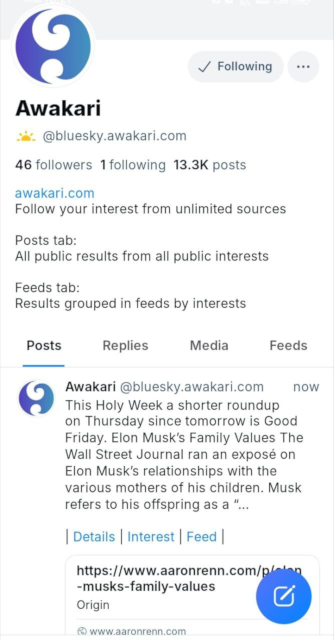 Following
Awakari
@bluesky.awakari.com
46 followers 1 following 13.3K posts
awakari.com
Follow your interest from unlimited sources
Posts tab:
All public results from all public interests
Feeds tab:
Results grouped in feeds by interests
Posts Replies Media Feeds
Awakari @bluesky.awakari.com now
This Holy Week a shorter roundup
on Thursday since tomorrow is Good
Friday. Elon Musk’s Family Values The
Wall Street Journal ran an exposé on
Elon Musk’s relationships with the
various mothers of his children. Musk
refers to his offspring as a “...
| Details | Interest | Feed |
https://www.aaronrenn.com/p/elon
-musks-family-values
Origin
www.aaronrenn.com